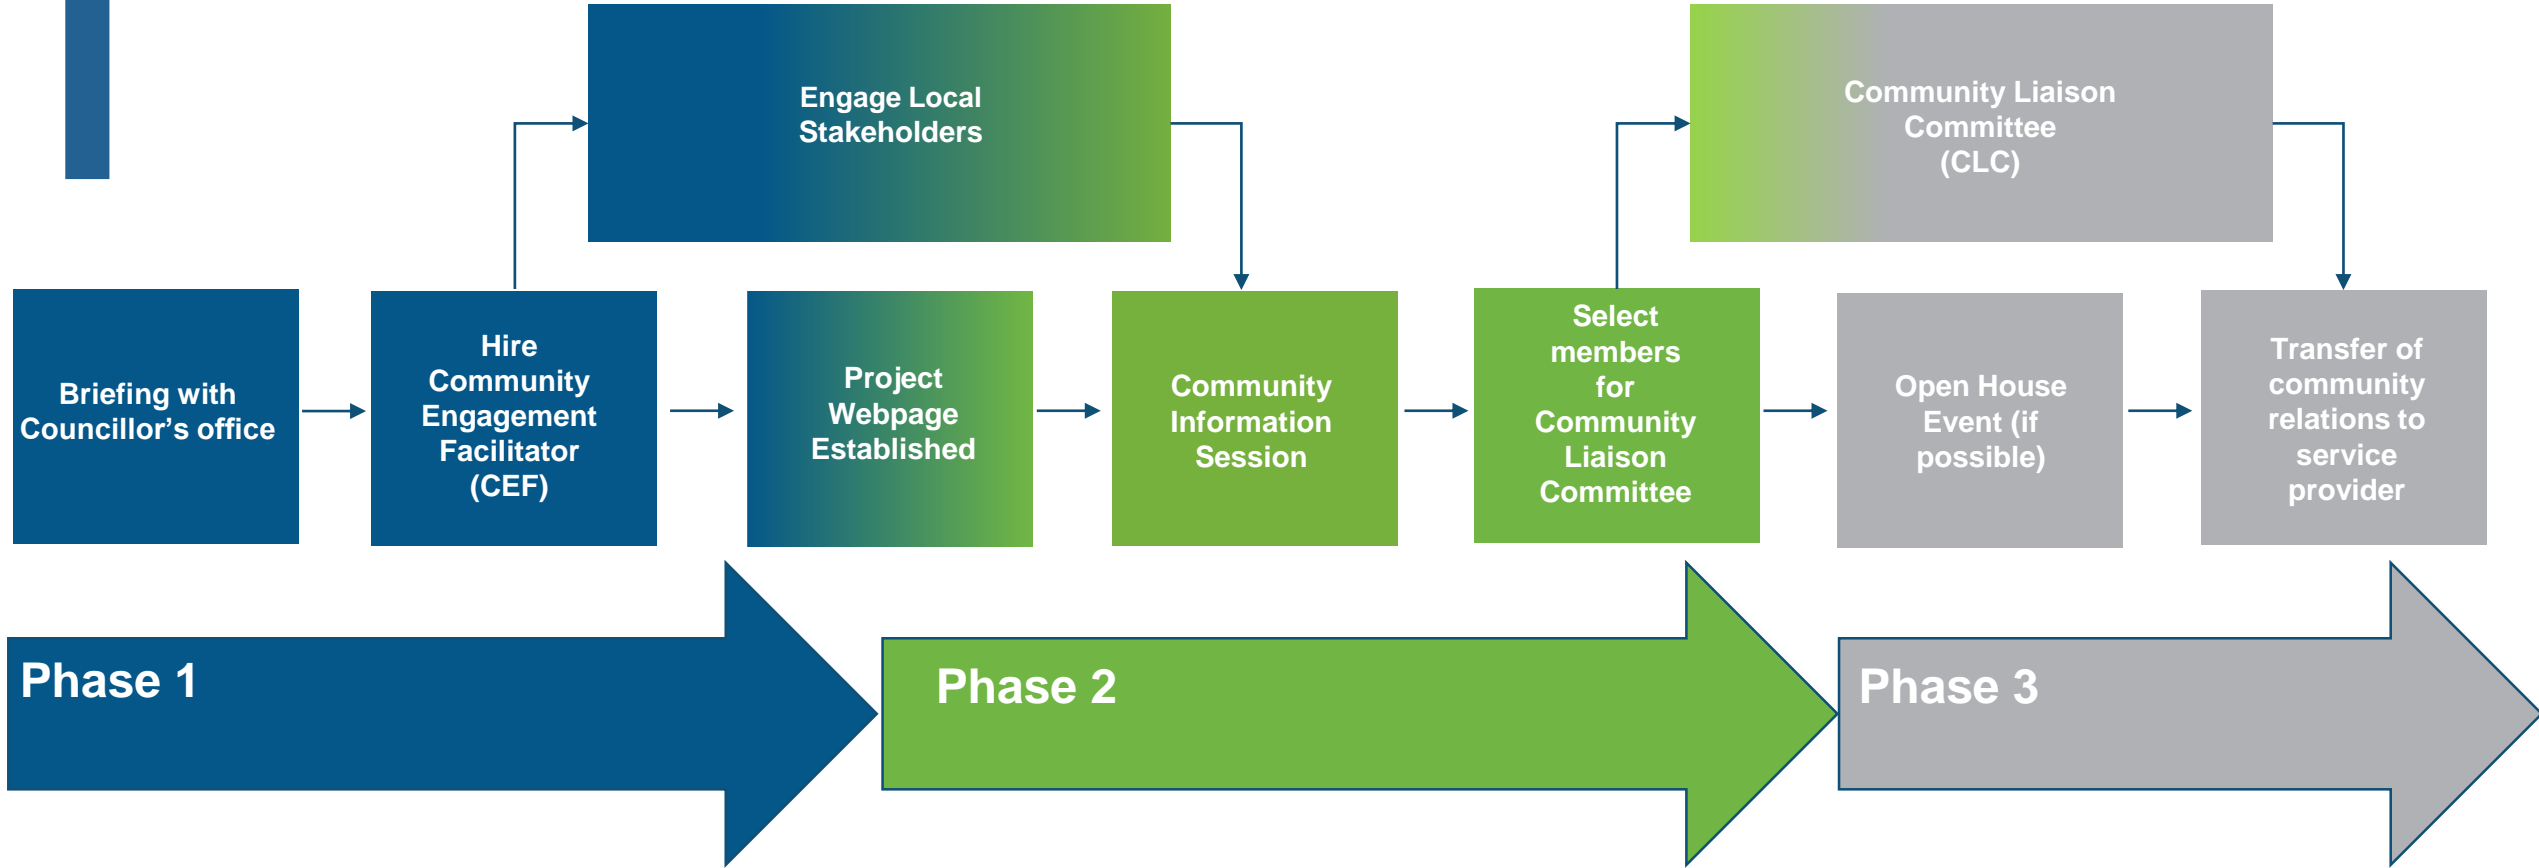 Engage Local
Stakeholders
Community Liaison
Committee
(CLC)
Briefing with
Councillor’s office
Hire
Community
Engagement
Facilitator
(CEF)
Project
Webpage
Established
Community
Information
Session
Select
members
for
Community
Liaison
Committee
Open House
Event (if
possible)
Transfer of
community
relations to
service
provider
Phase 1
Phase 2
Phase 3